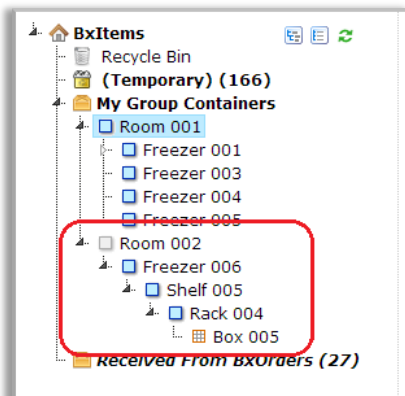 BxItems
Recycle Bin
(Temporary) (166)
My Group Containers
Room 001
Freezer 001
Freezer 003
Freezer 004
Freezer 005
Room 002
Freezer 006
Shelf 005
Rack 004
Box 005
Received From BxOrders (27)